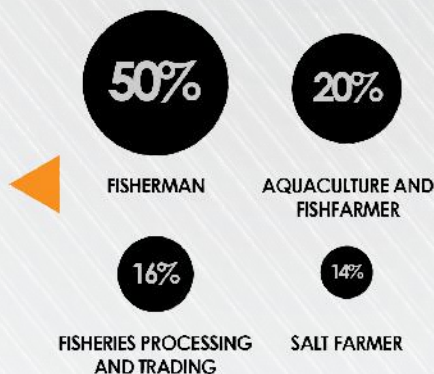 50%
20%
FISHERMAN
AQUACULTURE AND
FISHFARMER
16%
14%
FISHERIES PROCESSING
AND TRADING
SALT FARMER